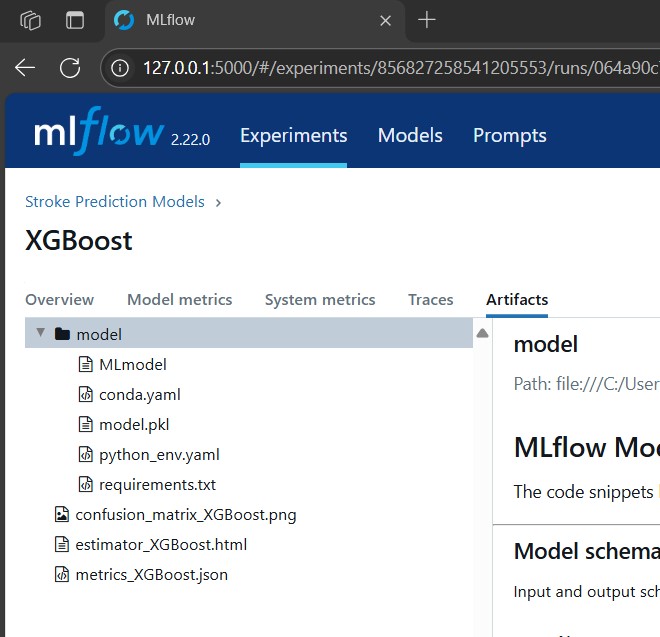 MLflow
127.0.0.1:5000/#/experiments/856827258541205553/runs/064a90c
mlflow 2.22.0 Experiments Models Prompts
Stroke Prediction Models
XGBoost
Overview Model metrics System metrics Traces Artifacts
model
MLmodel
conda.yaml
model.pkl
python_env.yaml
requirements.txt
confusion_matrix_XGBoost.png
estimator_XGBoost.html
metrics_XGBoost.json
model
Path: file:///C:/User
MLflow Mo
The code snippets
Model schema
Input and output sch